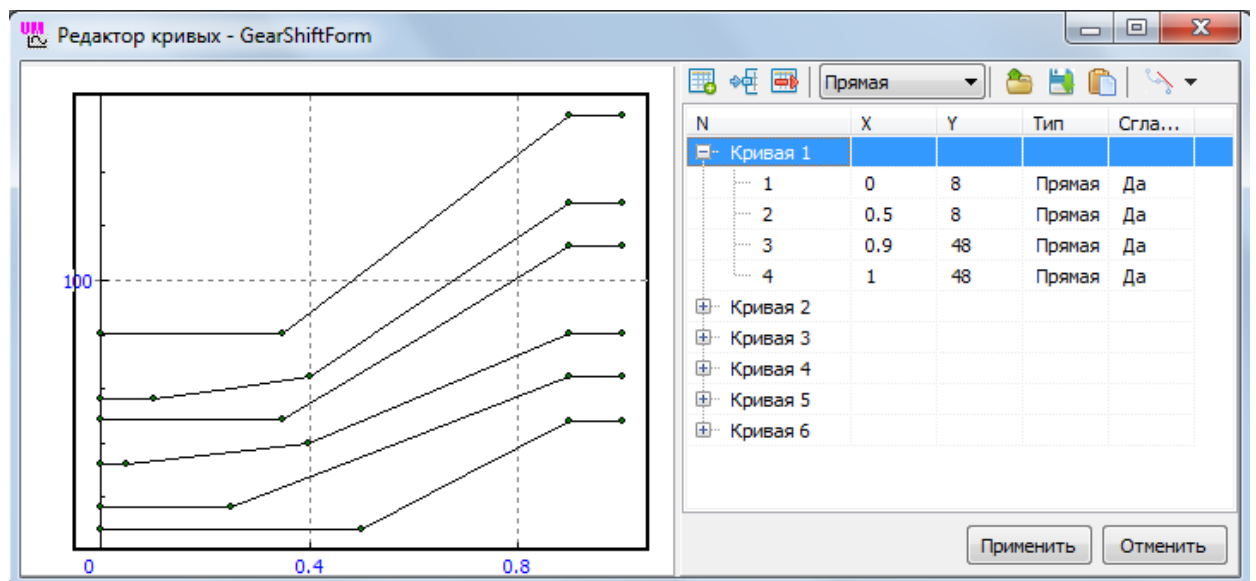 UM Редактор кривых - GearShiftForm
Прямая
N X Y Тип Сгла...
Кривая 1
1 0 8 Прямая Да
2 0.5 8 Прямая Да
3 0.9 48 Прямая Да
4 1 48 Прямая Да
Кривая 2
Кривая 3
Кривая 4
Кривая 5
Кривая 6
100
0 0.4 0.8
Применить Отменить